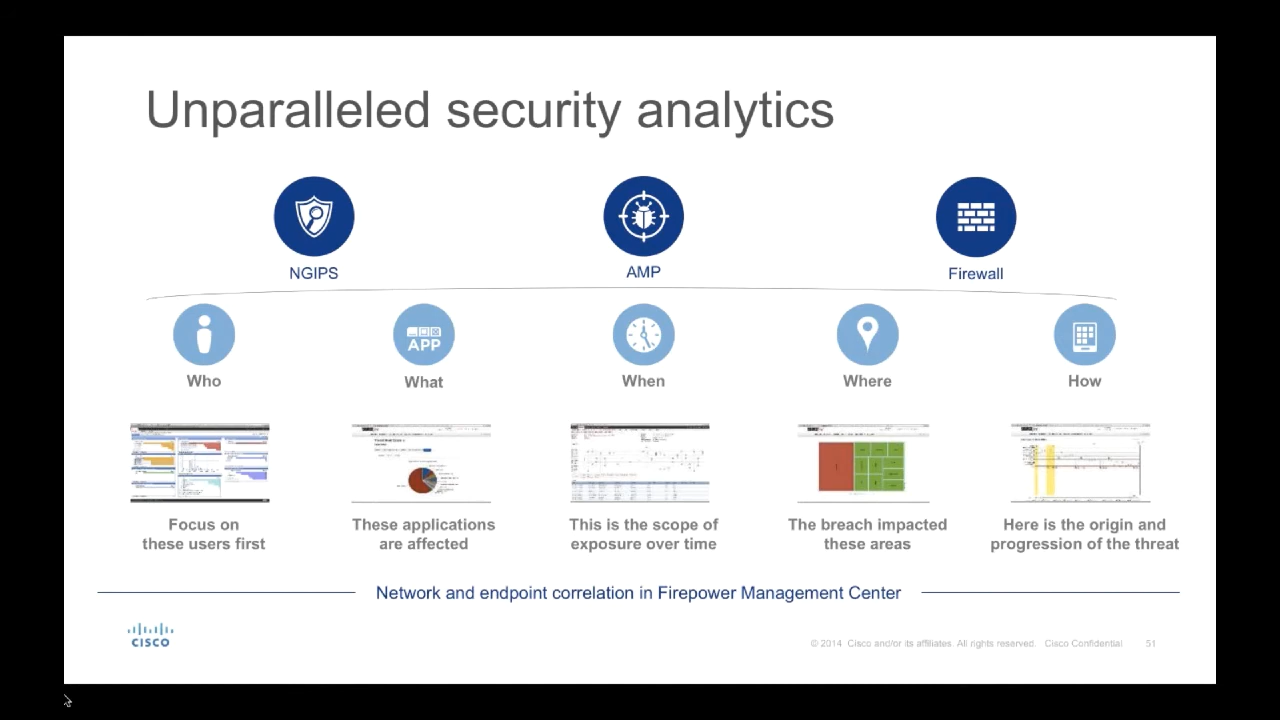 Unparalleled security analytics
NGIPS
AMP
Firewall
Who
What
When
Where
How
APP
Focus on
these users first
These applications
are affected
This is the scope of
exposure over time
The breach impacted
these areas
Here is the origin and
progression of the threat
Network and endpoint correlation in Firepower Management Center
CISCO
© 2014 Cisco and/or its affiliates. All rights reserved. Cisco Confidential 51